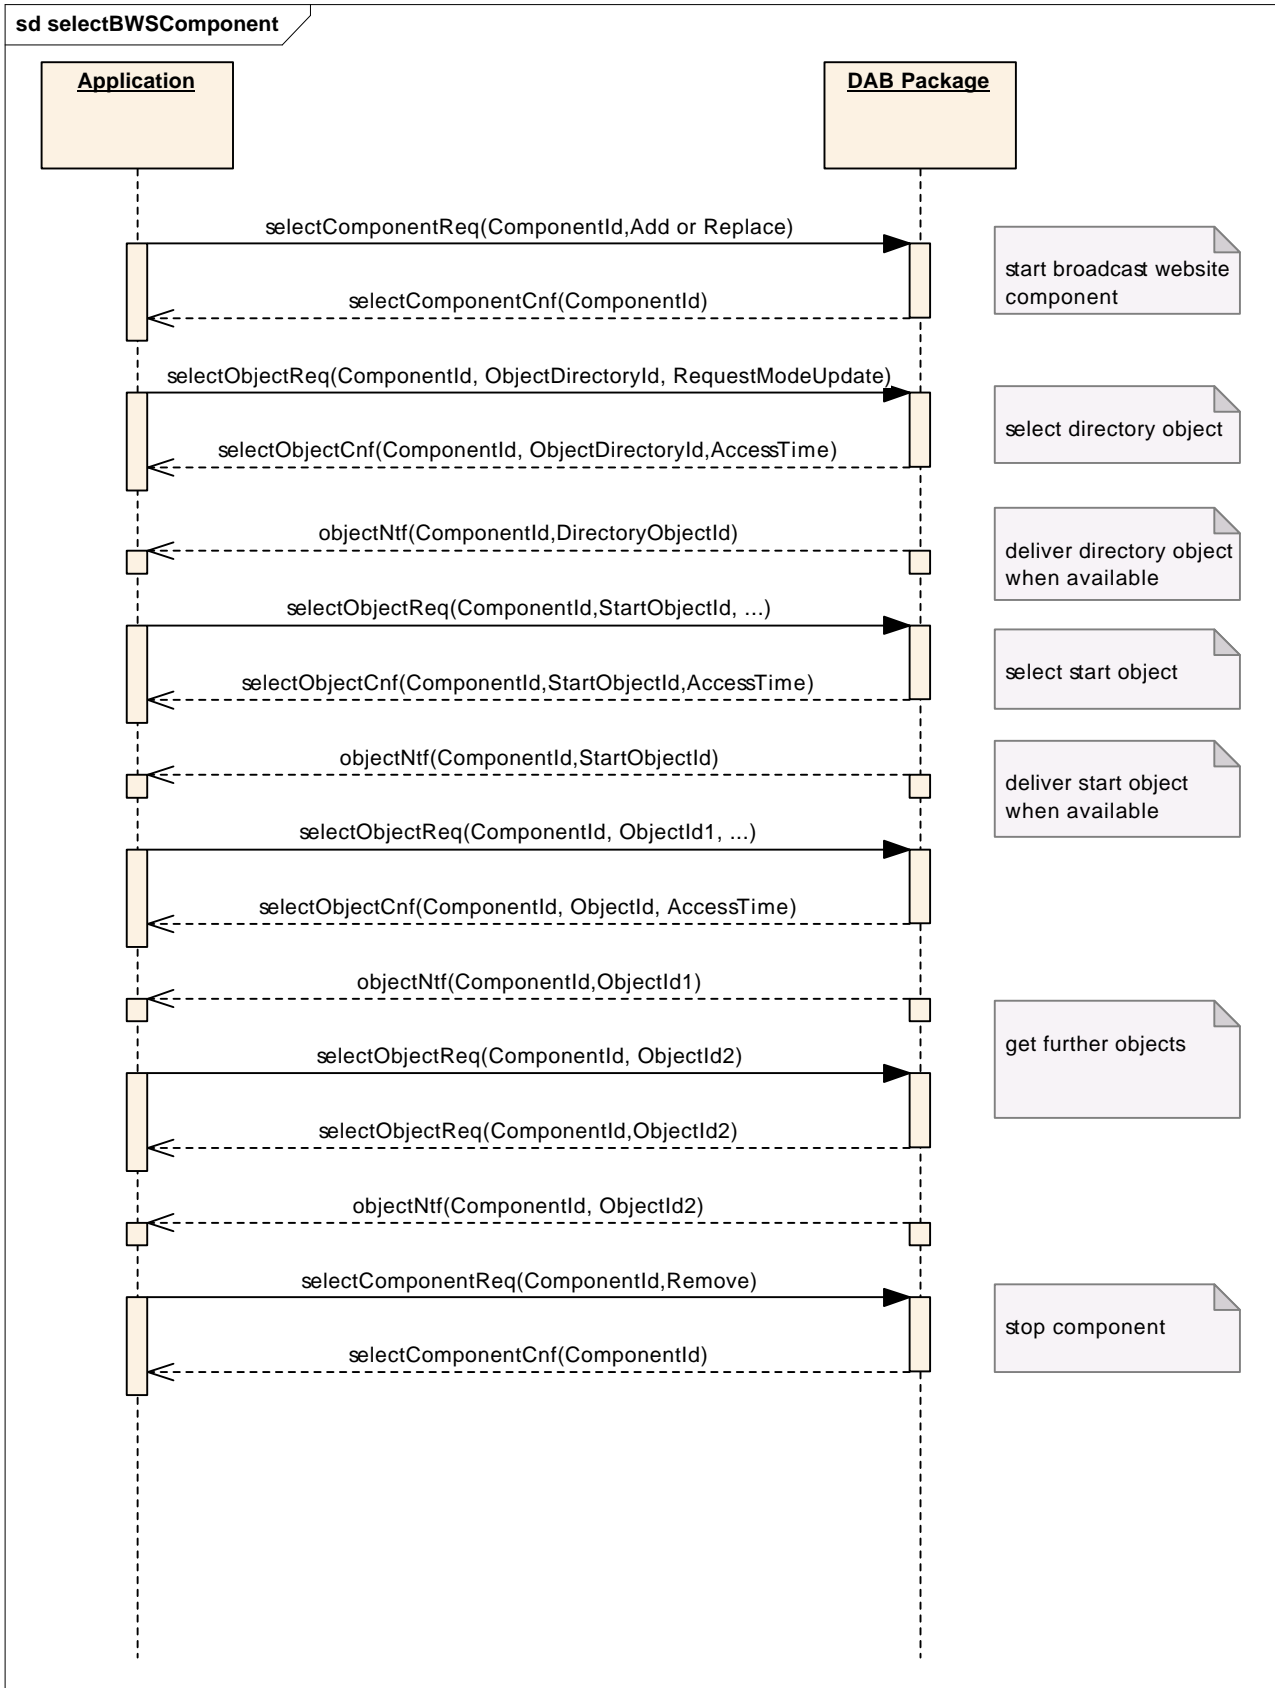 sd selectBWSComponent
Application
DAB Package
selectComponentReq(ComponentId,Add or Replace)
start broadcast website
component
selectComponentCnf(ComponentId)
selectObjectReq(ComponentId, ObjectDirectoryId, RequestModeUpdate)
select directory object
selectObjectCnf(ComponentId, ObjectDirectoryId,AccessTime)
objectNtf(ComponentId,DirectoryObjectId)
deliver directory object
when available
selectObjectReq(ComponentId,StartObjectId, ...)
select start object
selectObjectCnf(ComponentId,StartObjectId,AccessTime)
objectNtf(ComponentId,StartObjectId)
deliver start object
when available
selectObjectReq(ComponentId, ObjectId1, ...)
selectObjectCnf(ComponentId, ObjectId, AccessTime)
objectNtf(ComponentId,ObjectId1)
get further objects
selectObjectReq(ComponentId, ObjectId2)
selectObjectReq(ComponentId,ObjectId2)
objectNtf(ComponentId, ObjectId2)
selectComponentReq(ComponentId,Remove)
stop component
selectComponentCnf(ComponentId)